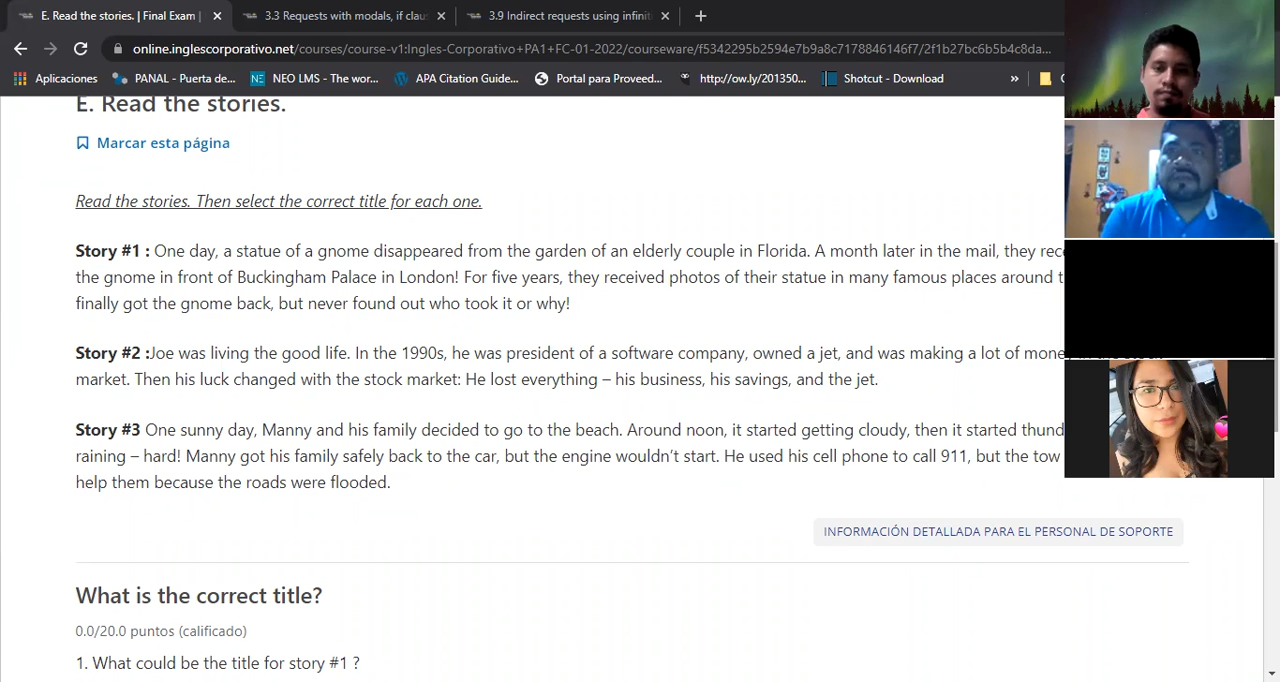 E. Read the stories. | Final Exam |
3.3 Requests with modals, if clau
3.9 Indirect requests using infinit
online.inglescorporativo.net/courses/course-v1:Ingles-Corporativo+PA1+FC-01-2022/courseware/f5342295b2594e7b9a8c7178846146f7/2f1b27bc6b5b4c8da...
Aplicaciones PANAL - Puerta de... NEO LMS - The wor... APA Citation Guide... Portal para Proveed... http://ow.ly/201350... Shotcut - Download »
E. Read the stories.
Marcar esta página
Read the stories. Then select the correct title for each one.
Story #1 : One day, a statue of a gnome disappeared from the garden of an elderly couple in Florida. A month later in the mail, they rec
the gnome in front of Buckingham Palace in London! For five years, they received photos of their statue in many famous places around t
finally got the gnome back, but never found out who took it or why!
Story #2 :Joe was living the good life. In the 1990s, he was president of a software company, owned a jet, and was making a lot of mone
market. Then his luck changed with the stock market: He lost everything – his business, his savings, and the jet.
Story #3 One sunny day, Manny and his family decided to go to the beach. Around noon, it started getting cloudy, then it started thund
raining – hard! Manny got his family safely back to the car, but the engine wouldn't start. He used his cell phone to call 911, but the tow
help them because the roads were flooded.
INFORMACIÓN DETALLADA PARA EL PERSONAL DE SOPORTE
What is the correct title?
0.0/20.0 puntos (calificado)
1. What could be the title for story #1 ?